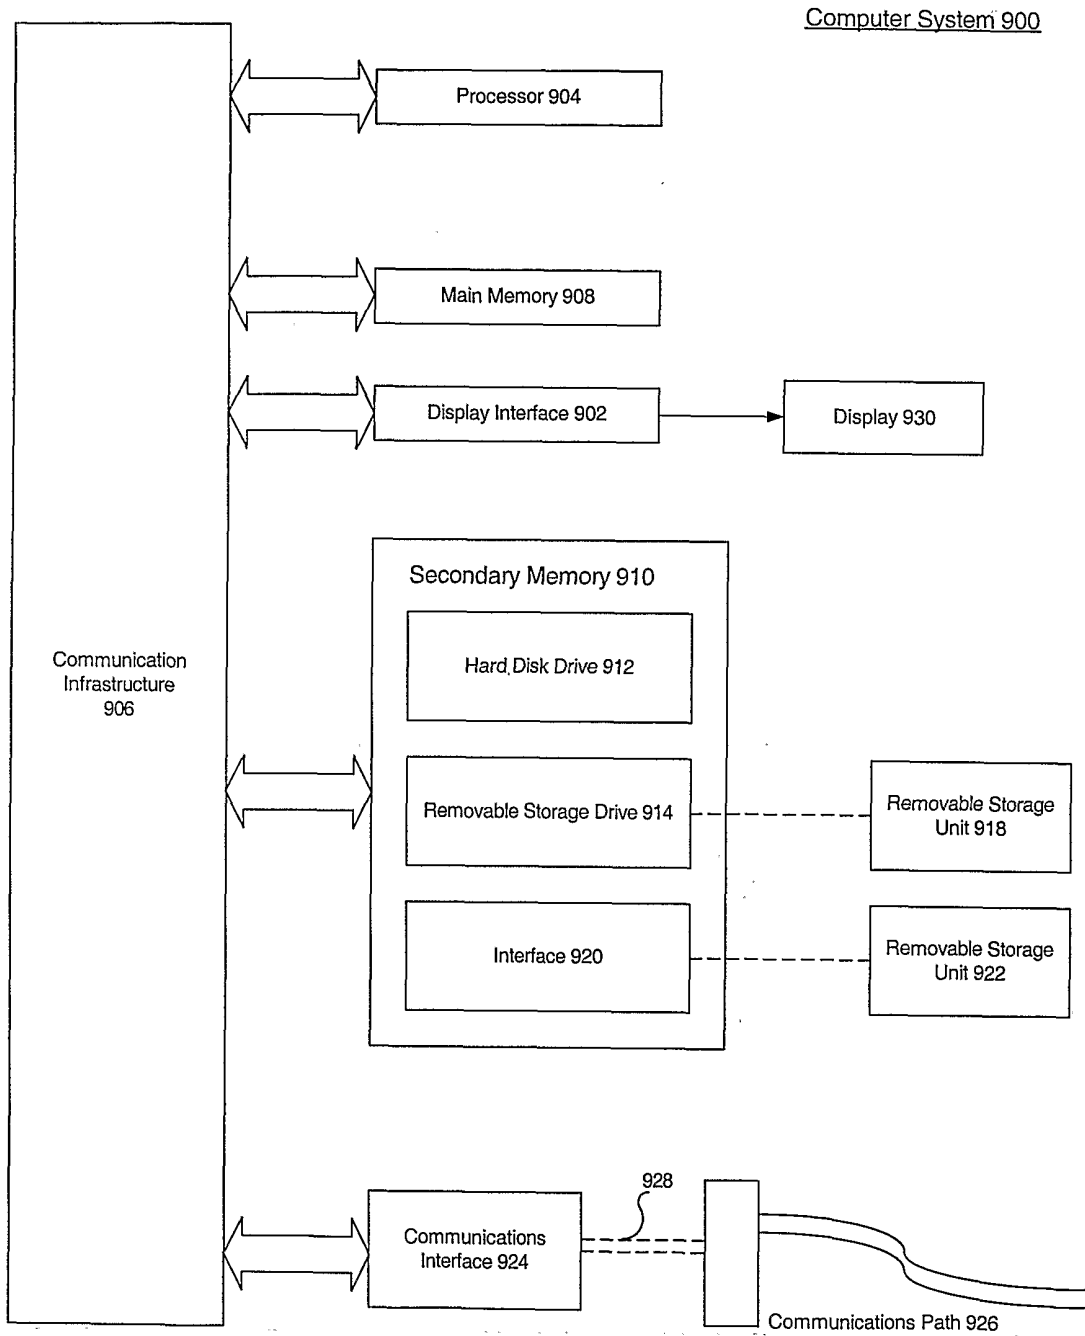 Computer System 900
Processor 904
Main Memory 908
Display Interface 902
Display 930
Secondary Memory 910
Hard Disk Drive 912
Communication
Infrastructure
906
Removable Storage Drive 914
Removable Storage
Unit 918
Interface 920
Removable Storage
Unit 922
928
Communications
Interface 924
Communications Path 926